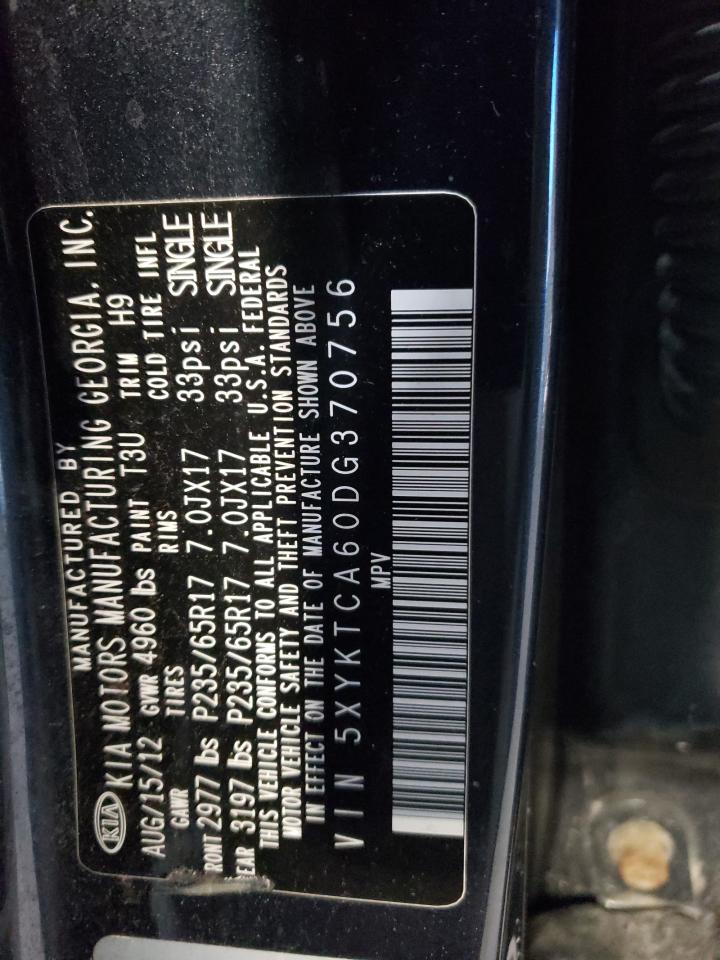 MANUFACTURED BY
KIA KIA MOTORS MANUFACTURING GEORGIA, INC.
AUG/15/12 GVWR 4960 lbs PAINT T3U TRIM H9
GAWR TIRES RIMS COLD TIRE INFL
RONT 2977 lbs P235/65R17 7.0JX17 33psi SINGLE
EAR 3197 lbs P235/65R17 7.0JX17 33psi SINGLE
THIS VEHICLE CONFORMS TO ALL APPLICABLE U.S.A. FEDERAL
MOTOR VEHICLE SAFETY AND THEFT PREVENTION STANDARDS
IN EFFECT ON THE DATE OF MANUFACTURE SHOWN ABOVE
VIN 5XYKTCA60DG370756
MPV